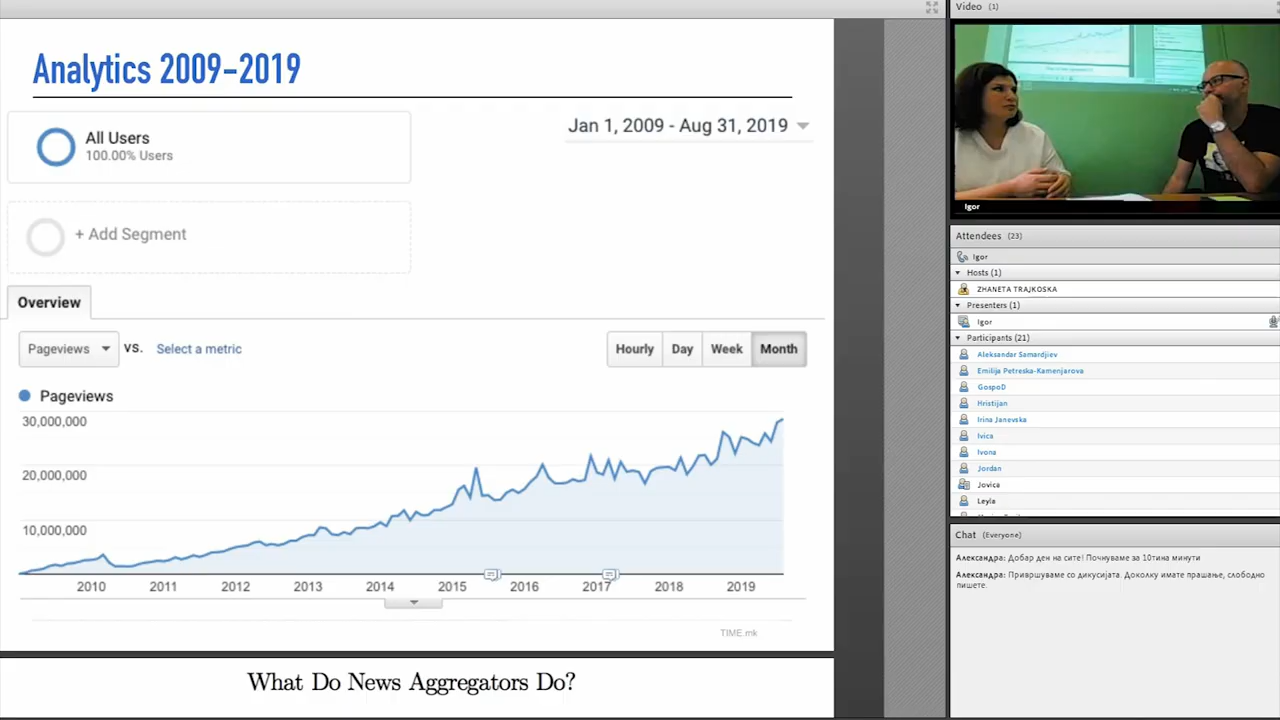 Analytics 2009–2019
All Users
100.00% Users
Jan 1, 2009 - Aug 31, 2019
+ Add Segment
Overview
Pageviews VS. Select a metric
Hourly Day Week Month
Pageviews
30,000,000
20,000,000
10,000,000
2010 2011 2012 2013 2014 2015 2016 2017 2018 2019
TIME.mk
What Do News Aggregators Do?
Video (1)
Igor
Attendees (23)
Igor
Hosts (1)
ZHANETA TRAJKOSKA
Presenters (1)
Igor
Participants (21)
Aleksandar Samardjiev
Emilija Petreska-Kamenjarova
GospoD
Hristijan
Irina Janevska
Ivica
Ivona
Jordan
Jovica
Leyla
Chat (Everyone)
Александра: Добар ден на сите! Почнуваме за 10тина минути
Александра: Привршуваме со дикусијата. Доколку имате прашање, слободно
пишете.